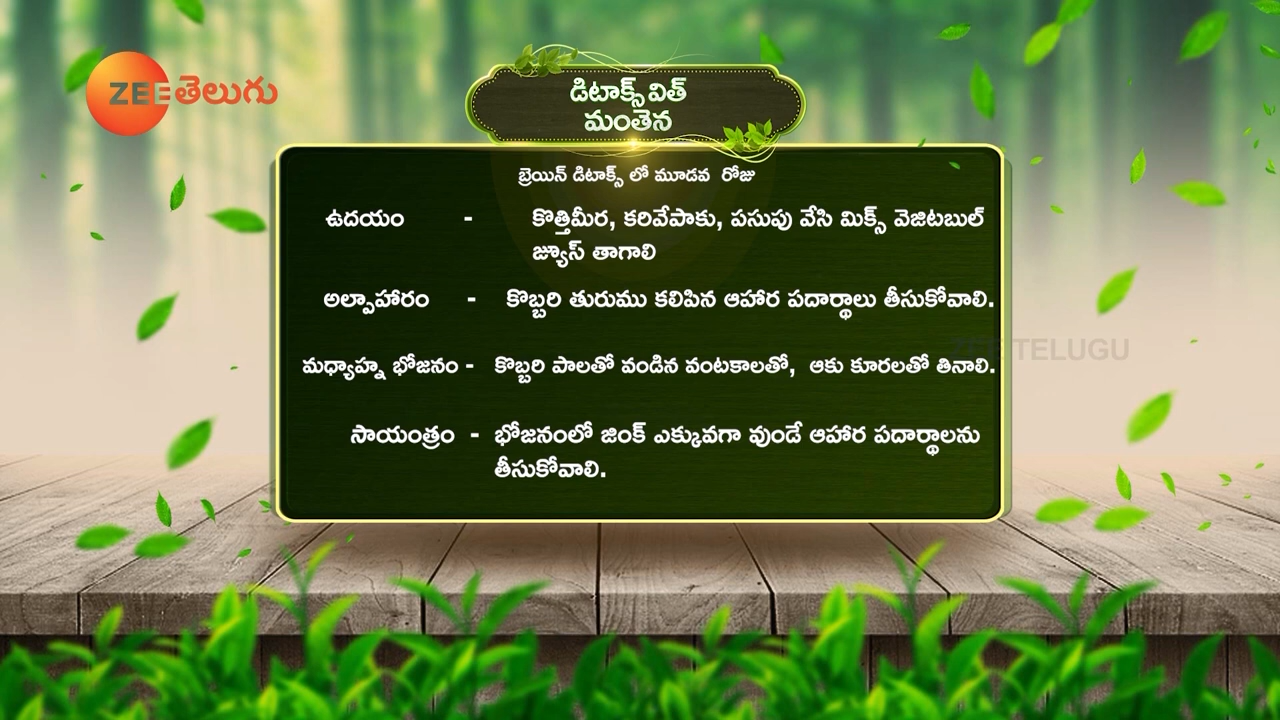 ZEE తెలుగు
డిటాక్స్ విత్
మంతెన
బ్రెయిన్ డిటాక్స్ లో మూడవ రోజు
ఉదయం - కొత్తిమీర, కరివేపాకు, పసుపు వేసి మిక్స్ వెజిటబుల్
జ్యూస్ తాగాలి
అల్పాహారం - కొబ్బరి తురుము కలిపిన ఆహార పదార్థాలు తీసుకోవాలి.
ZEE TELUGU
మధ్యాహ్న భోజనం - కొబ్బరి పాలతో వండిన వంటకాలతో, ఆకు కూరలతో తినాలి.
సాయంత్రం - భోజనంలో జింక్ ఎక్కువగా వుండే ఆహార పదార్థాలను
తీసుకోవాలి.